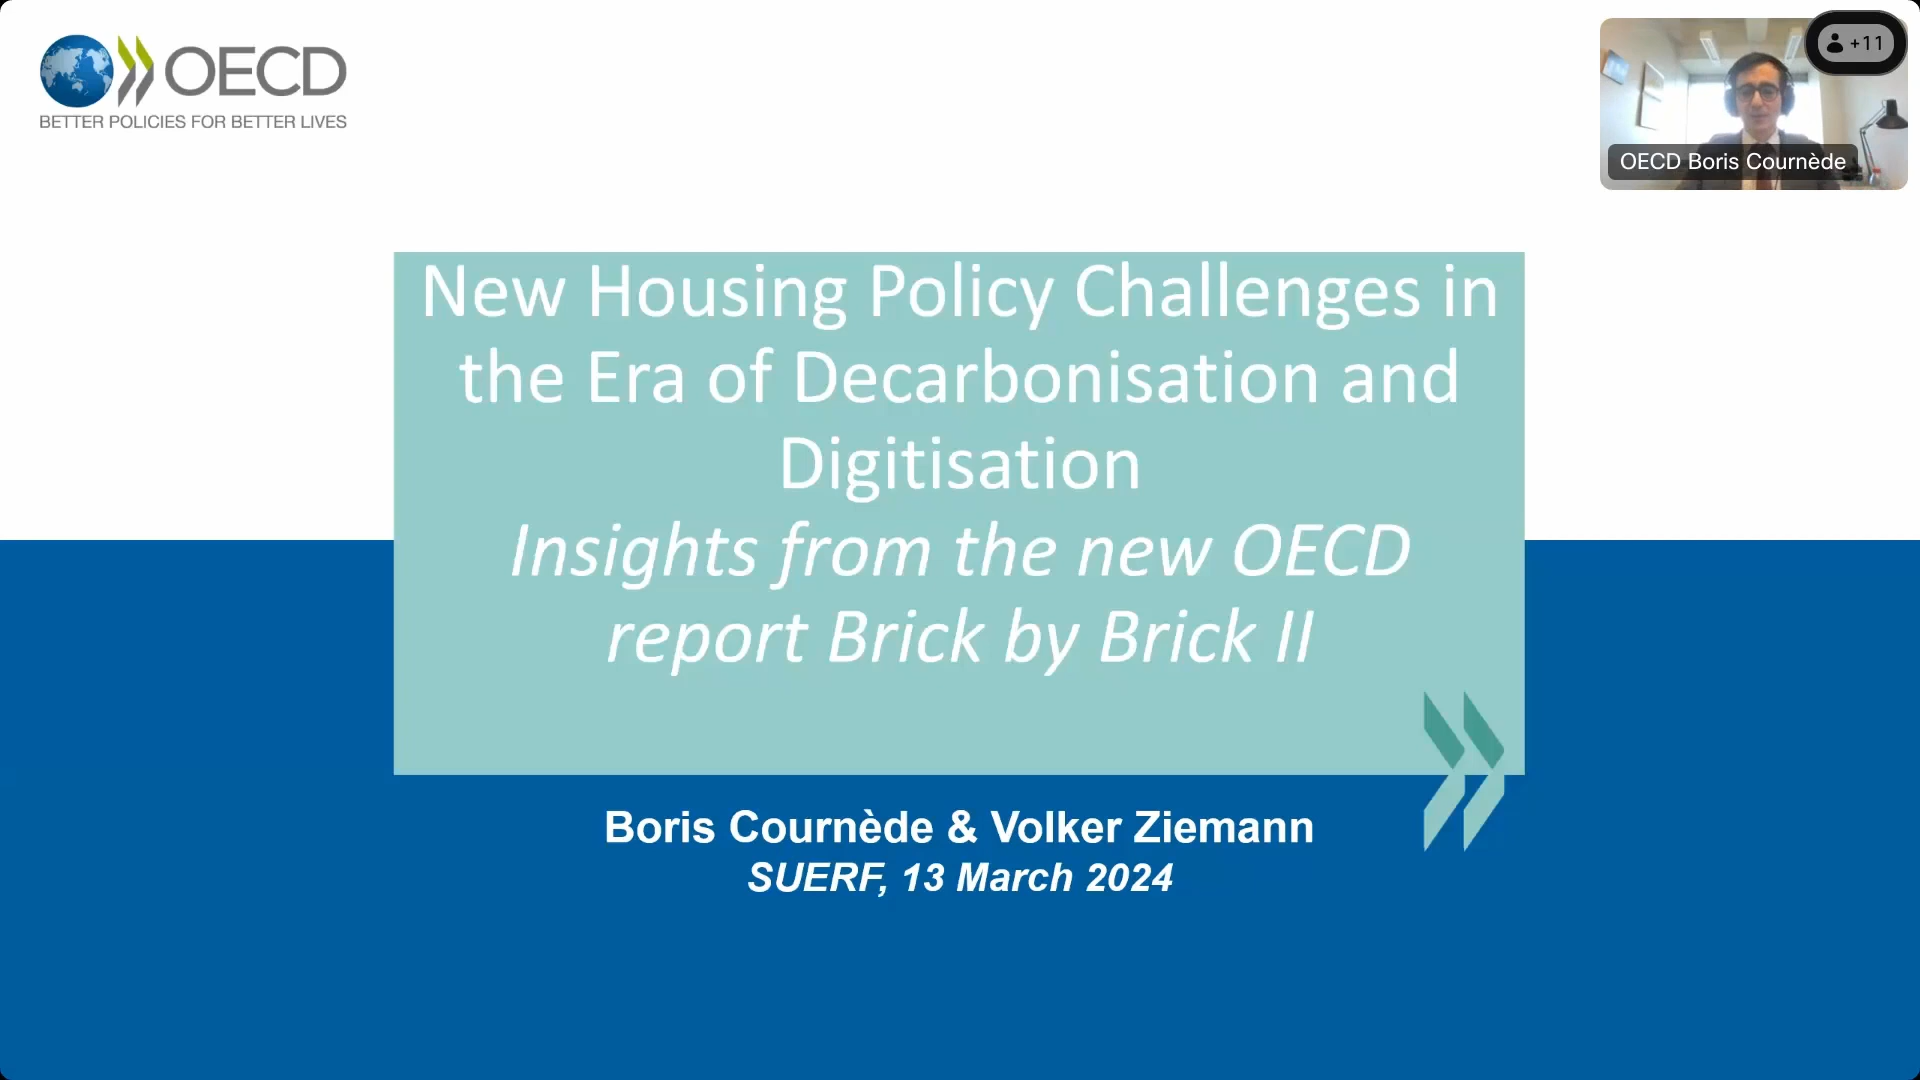 OECD
BETTER POLICIES FOR BETTER LIVES
+11
OECD Boris Cournède
New Housing Policy Challenges in
the Era of Decarbonisation and
Digitisation
Insights from the new OECD
report Brick by Brick II
Boris Cournède & Volker Ziemann
SUERF, 13 March 2024